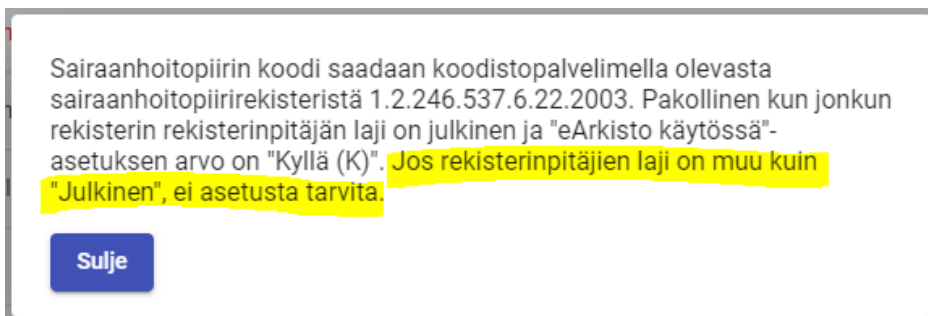 Sairaanhoitopiirin koodi saadaan koodistopalvelimella olevasta
sairaanhoitopiirirekisteristä 1.2.246.537.6.22.2003. Pakollinen kun jonkun
rekisterin rekisterinpitäjän laji on julkinen ja "eArkisto käytössä"-
asetuksen arvo on "Kyllä (K)". Jos rekisterinpitäjien laji on muu kuin
"Julkinen", ei asetusta tarvita.
Sulje